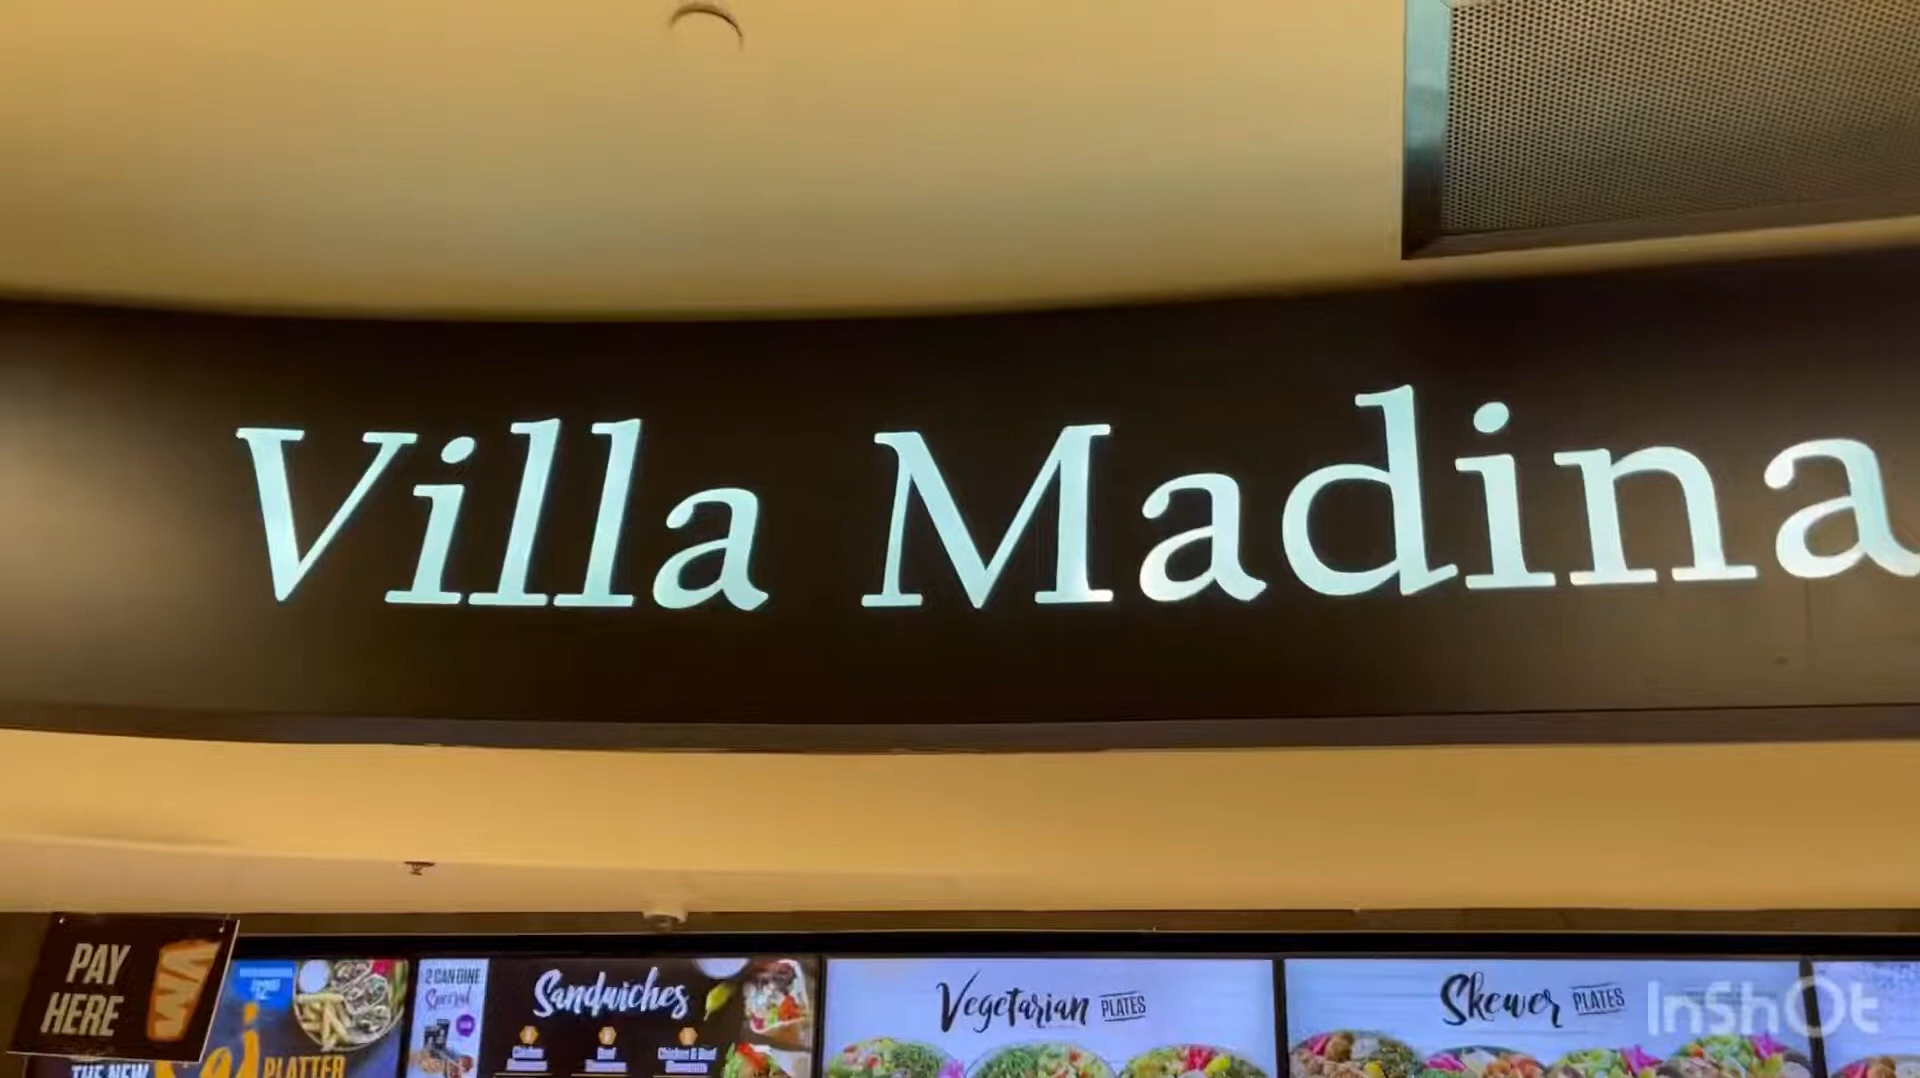 Villa Madina
PAY
HERE
VM
THE NEW
PLATTER
2 CAN DINE
Special
Sandwiches
Chicken
Beef
Chicken & Beef
Vegetarian PLATES
Skewer PLATES
InShOt